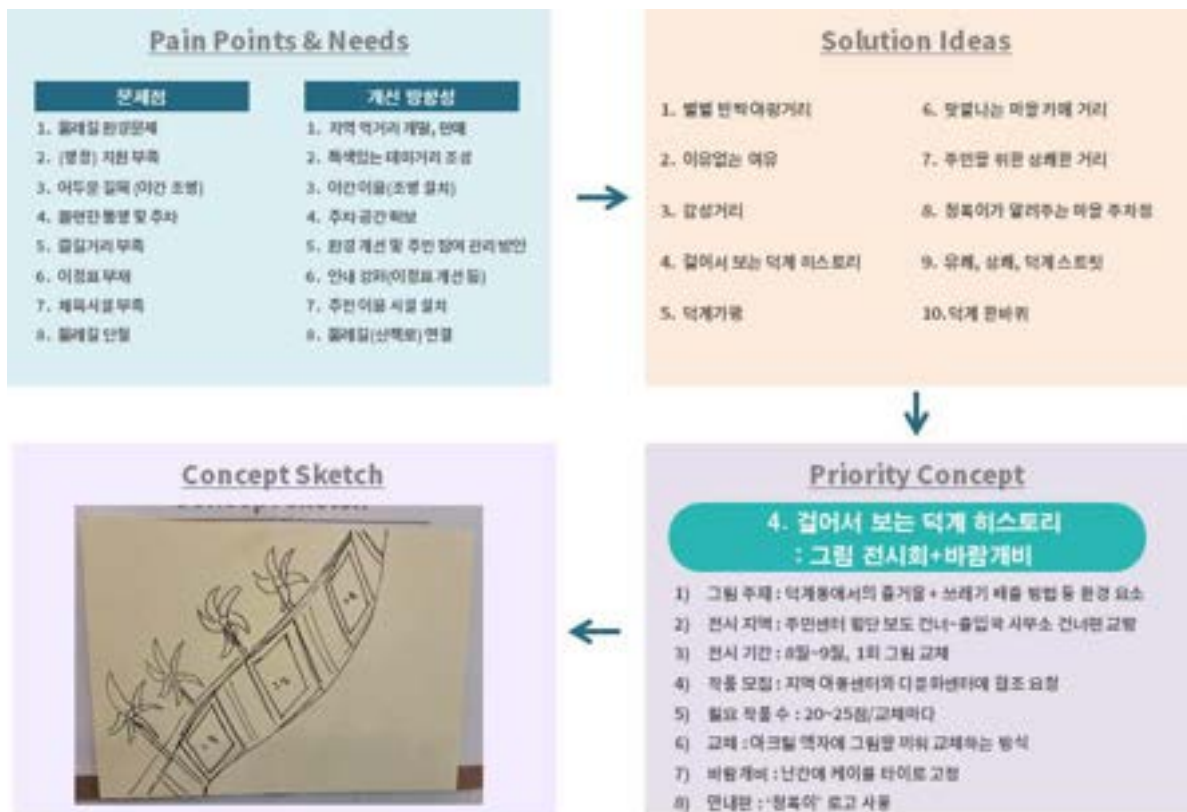 Pain Points & Needs
문제점
1. 둘레길 환경문제
2. (행정) 지원 부족
3. 어두운 길목 (야간 조명)
4. 불편한 통행 및 주차
5. 즐길거리 부족
6. 이정표 부재
7. 체육시설 부족
8. 둘레길 단절
개선 방향성
1. 지역 먹거리 개발, 판매
2. 특색있는 테마거리 조성
3. 야간 이용(조명 설치)
4. 주차 공간 확보
5. 환경 개선 및 주민 참여 관리 방안
6. 안내 강화(이정표 개선 등)
7. 주민 이용 시설 설치
8. 둘레길(산책로) 연결
Solution Ideas
1. 별별 반짝 야랑거리
2. 이유없는 여유
3. 감성거리
4. 걸어서 보는 덕계 히스토리
5. 덕계가랑
6. 맛멋나는 마을 카페 거리
7. 주민을 위한 상쾌한 거리
8. 청록이가 알려주는 마을 주차장
9. 유쾌, 상쾌, 덕계 스트릿
10. 덕계 한바퀴
Priority Concept
4. 걸어서 보는 덕계 히스토리
: 그림 전시회+바람개비
1) 그림 주제 : 덕계동에서의 즐거움 + 쓰레기 배출 방법 등 환경 요소
2) 전시 지역 : 주민센터 횡단 보도 건너~출입국 사무소 건너편 교량
3) 전시 기간 : 8월~9월, 1회 그림 교체
4) 작품 모집 : 지역 아동센터와 다문화센터에 협조 요청
5) 필요 작품 수 : 20~25점/교체마다
6) 교체 : 아크릴 액자에 그림을 끼워 교체하는 방식
7) 바람개비 : 난간에 케이블 타이로 고정
8) 안내판 : '청록이' 로고 사용
Concept Sketch